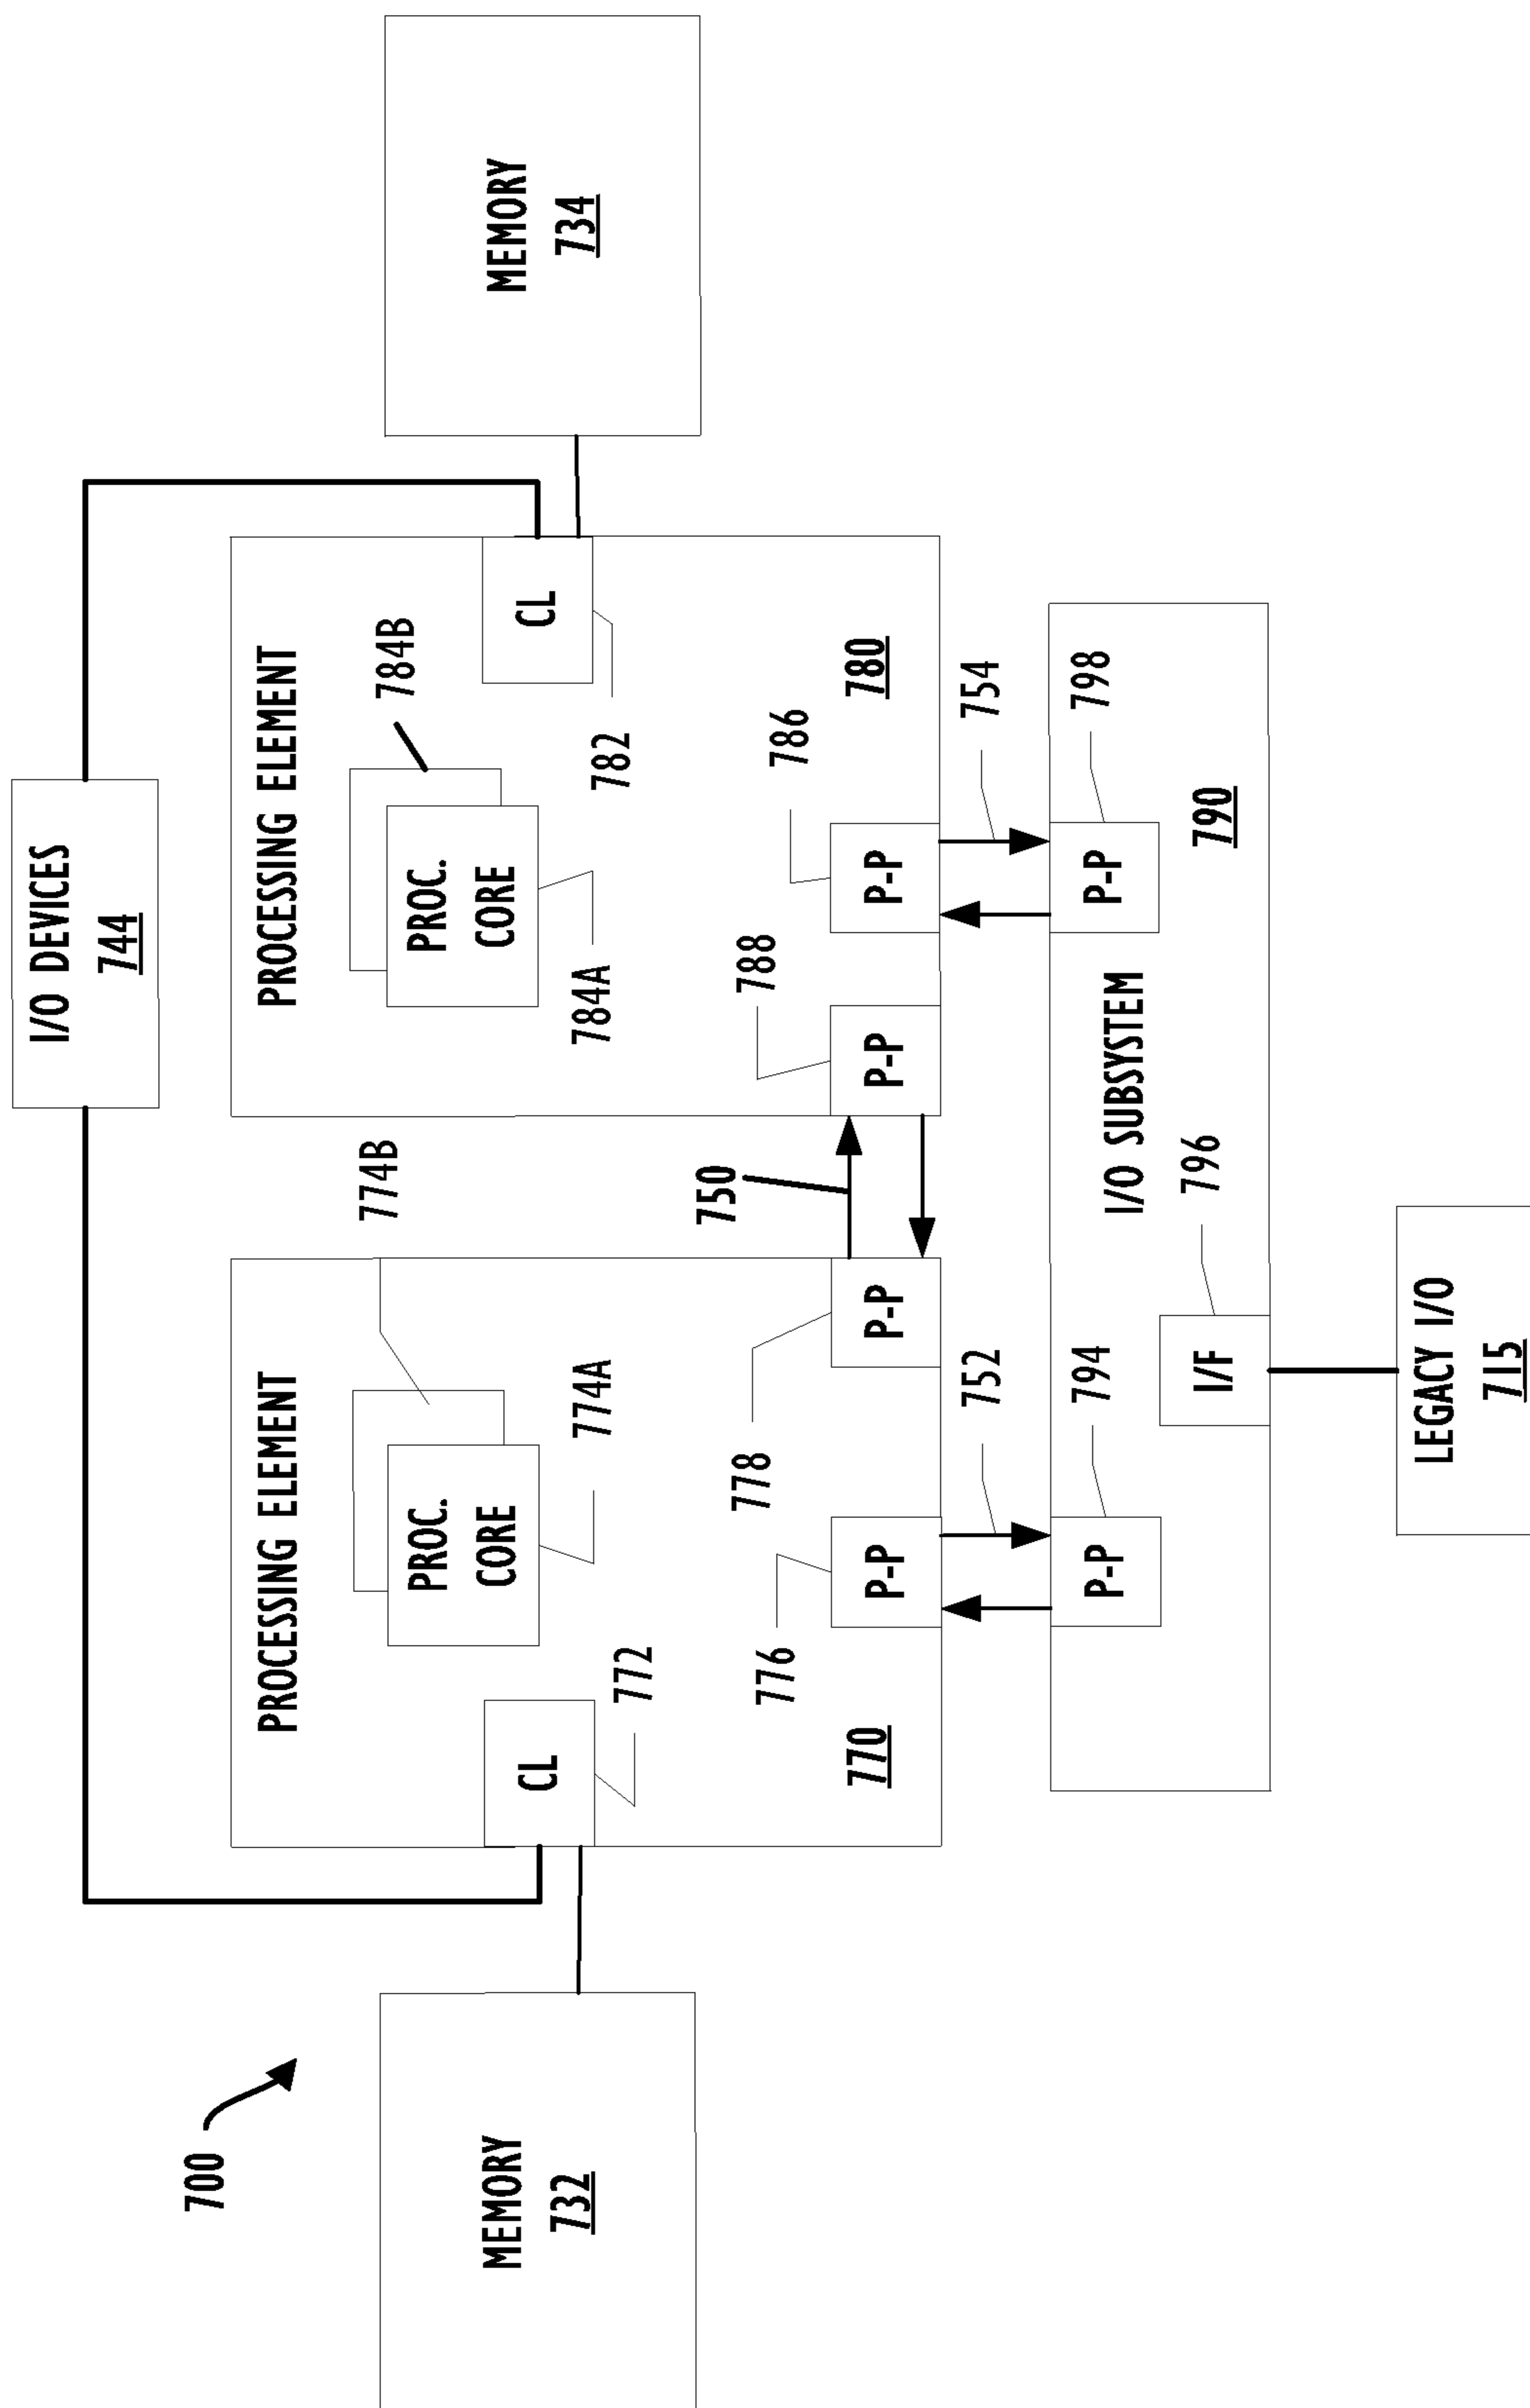 700
I/O DEVICES
744
MEMORY
732
MEMORY
734
PROCESSING ELEMENT
774B
PROC.
CORE
774A
CL
772
776
778
P-P
P-P
770
750
PROCESSING ELEMENT
784B
PROC.
CORE
784A
CL
782
788
786
P-P
P-P
780
752
754
794
798
P-P
P-P
I/O SUBSYSTEM
790
796
I/F
LEGACY I/O
715